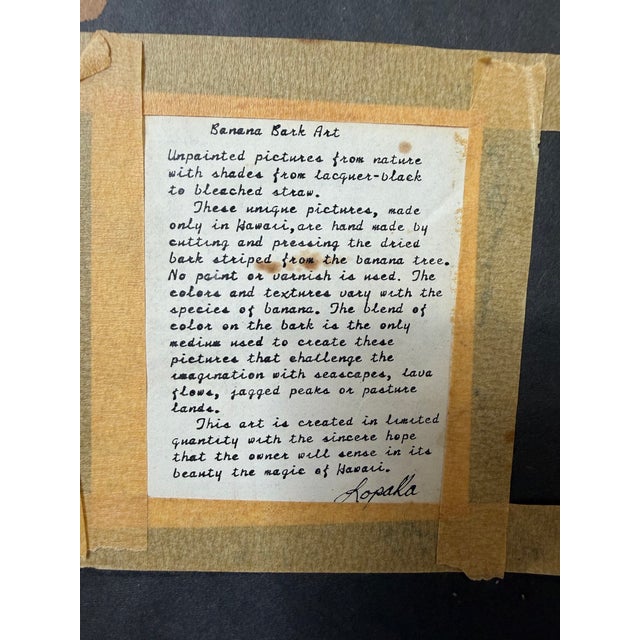 Banana Bark Art
Unpainted pictures from nature
with shades from lacquer-black
to bleached straw.
These unique pictures, made
only in Hawaii, are hand made by
cutting and pressing the dried
bark striped from the banana tree.
No paint or varnish is used. The
colors and textures vary with the
species of banana. The blend of
color on the bark is the only
medium used to create these
pictures that challenge the
imagination with seascapes, lava
flows, jagged peaks or pasture
lands.
This art is created in limited
quantity with the sincere hope
that the owner will sense in its
beauty the magic of Hawaii.